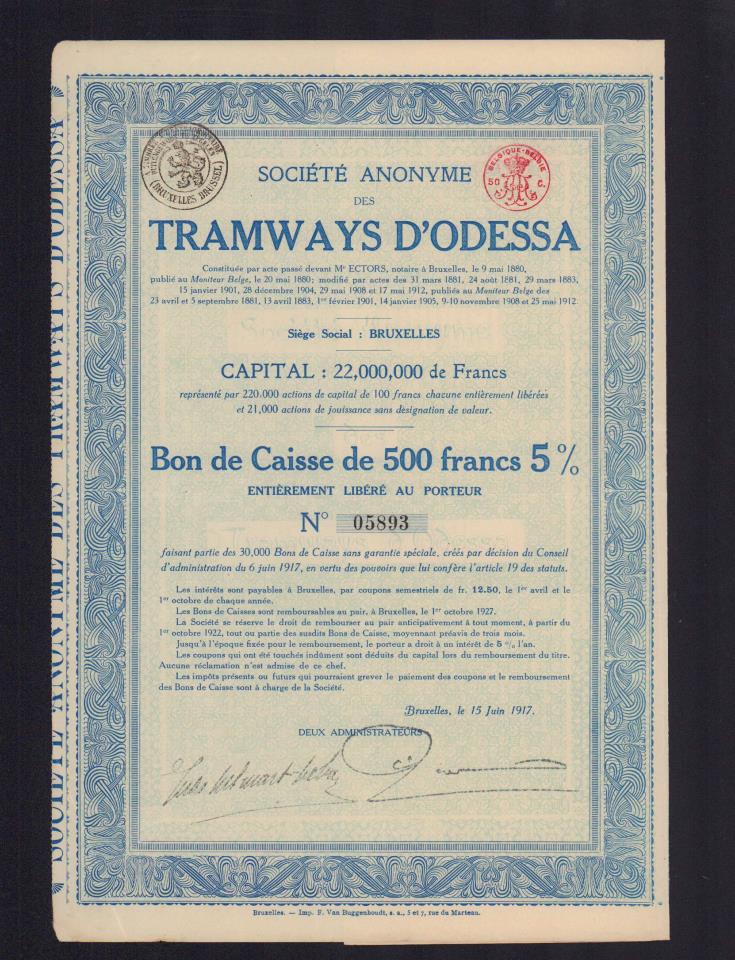 SOCIÉTÉ ANONYME DES TRAMWAYS D'ODESSA
(BRUXELLES. BRUSSEL)
BELGIQUE-BELGIË
50 C.
SOCIÉTÉ ANONYME
DES
TRAMWAYS D'ODESSA
Constituée par acte passé devant Me ECTORS, notaire à Bruxelles, le 9 mai 1880,
publié au Moniteur Belge, le 20 mai 1880; modifié par actes des 31 mars 1881, 24 août 1881, 29 mars 1883,
15 janvier 1901, 28 décembre 1904, 29 mai 1908 et 17 mai 1912, publiés au Moniteur Belge des
23 avril et 5 septembre 1881, 13 avril 1883, 1er février 1901, 14 janvier 1905, 9-10 novembre 1908 et 25 mai 1912.
Siège Social : BRUXELLES
CAPITAL : 22,000,000 de Francs
représenté par 220.000 actions de capital de 100 francs chacune entièrement libérées
et 21,000 actions de jouissance sans désignation de valeur.
Bon de Caisse de 500 francs 5 %
ENTIÈREMENT LIBÉRÉ AU PORTEUR
N° 05893
faisant partie des 30,000 Bons de Caisse sans garantie spéciale, créés par décision du Conseil
d'administration du 6 juin 1917, en vertu des pouvoirs que lui confère l'article 19 des statuts.
Les intérêts sont payables à Bruxelles, par coupons semestriels de fr. 12.50, le 1er avril et le
1er octobre de chaque année.
Les Bons de Caisses sont remboursables au pair, à Bruxelles, le 1er octobre 1927.
La Société se réserve le droit de rembourser au pair anticipativement à tout moment, à partir du
1er octobre 1922, tout ou partie des susdits Bons de Caisse, moyennant préavis de trois mois.
Jusqu'à l'époque fixée pour le remboursement, le porteur a droit à un intérêt de 5 % l'an.
Les coupons qui ont été touchés indûment sont déduits du capital lors du remboursement du titre.
Aucune réclamation n'est admise de ce chef.
Les impôts présents ou futurs qui pourraient grever le paiement des coupons et le remboursement
des Bons de Caisse sont à charge de la Société.
Bruxelles, le 15 Juin 1917.
DEUX ADMINISTRATEURS
Bruxelles. — Imp. F. Van Buggenhoudt, s. a., 5 et 7, rue du Marteau.